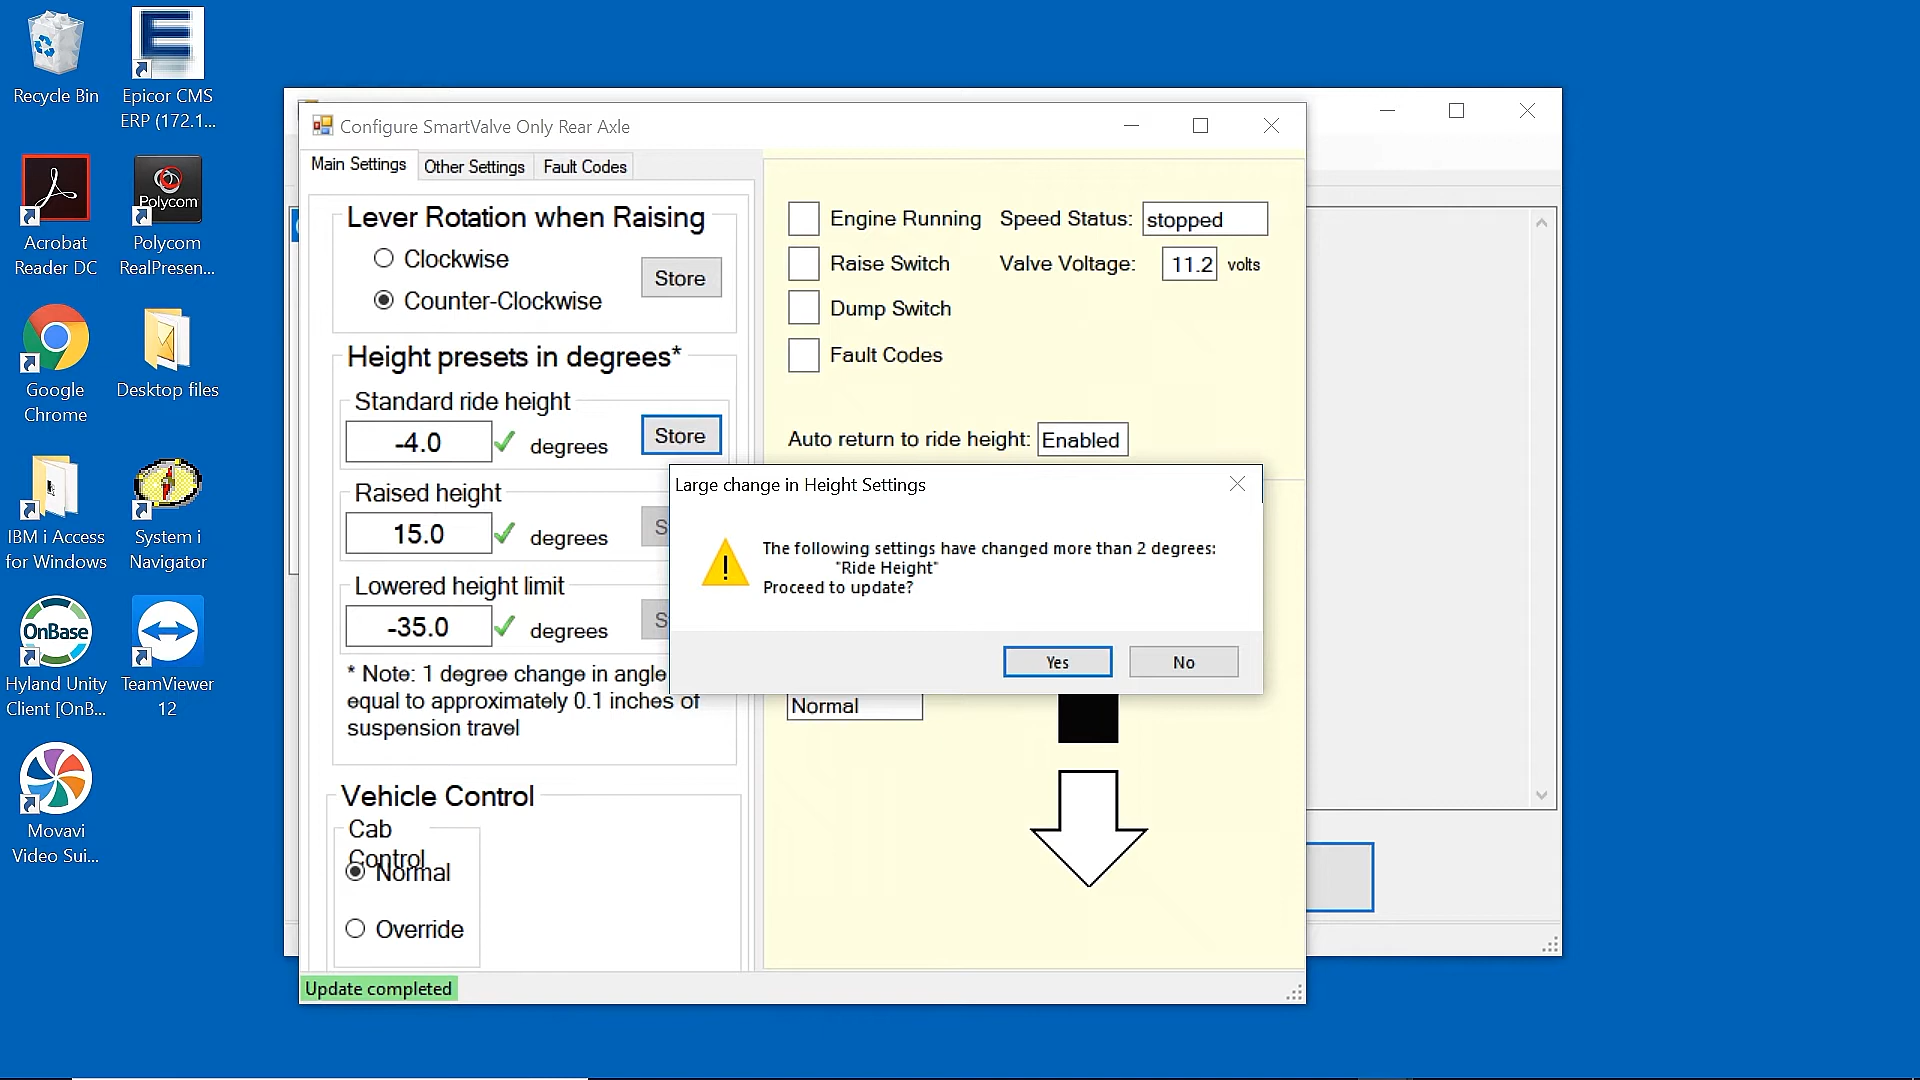 Recycle Bin
Epicor CMS
ERP (172.1...
Acrobat
Reader DC
Polycom
Polycom
RealPresen...
Google
Chrome
Desktop files
IBM i Access
for Windows
System i
Navigator
OnBase
Hyland Unity
Client [OnB...
TeamViewer
12
Movavi
Video Sui...
Configure SmartValve Only Rear Axle
Main Settings
Other Settings
Fault Codes
Lever Rotation when Raising
Clockwise
Counter-Clockwise
Store
Height presets in degrees*
Standard ride height
-4.0
degrees
Store
Raised height
15.0
degrees
S
Lowered height limit
-35.0
degrees
S
* Note: 1 degree change in angle
equal to approximately 0.1 inches of
suspension travel
Vehicle Control
Cab
Control
Normal
Override
Update completed
Engine Running
Speed Status:
stopped
Raise Switch
Valve Voltage:
11.2
volts
Dump Switch
Fault Codes
Auto return to ride height:
Enabled
Large change in Height Settings
The following settings have changed more than 2 degrees:
"Ride Height"
Proceed to update?
Yes
No
Normal